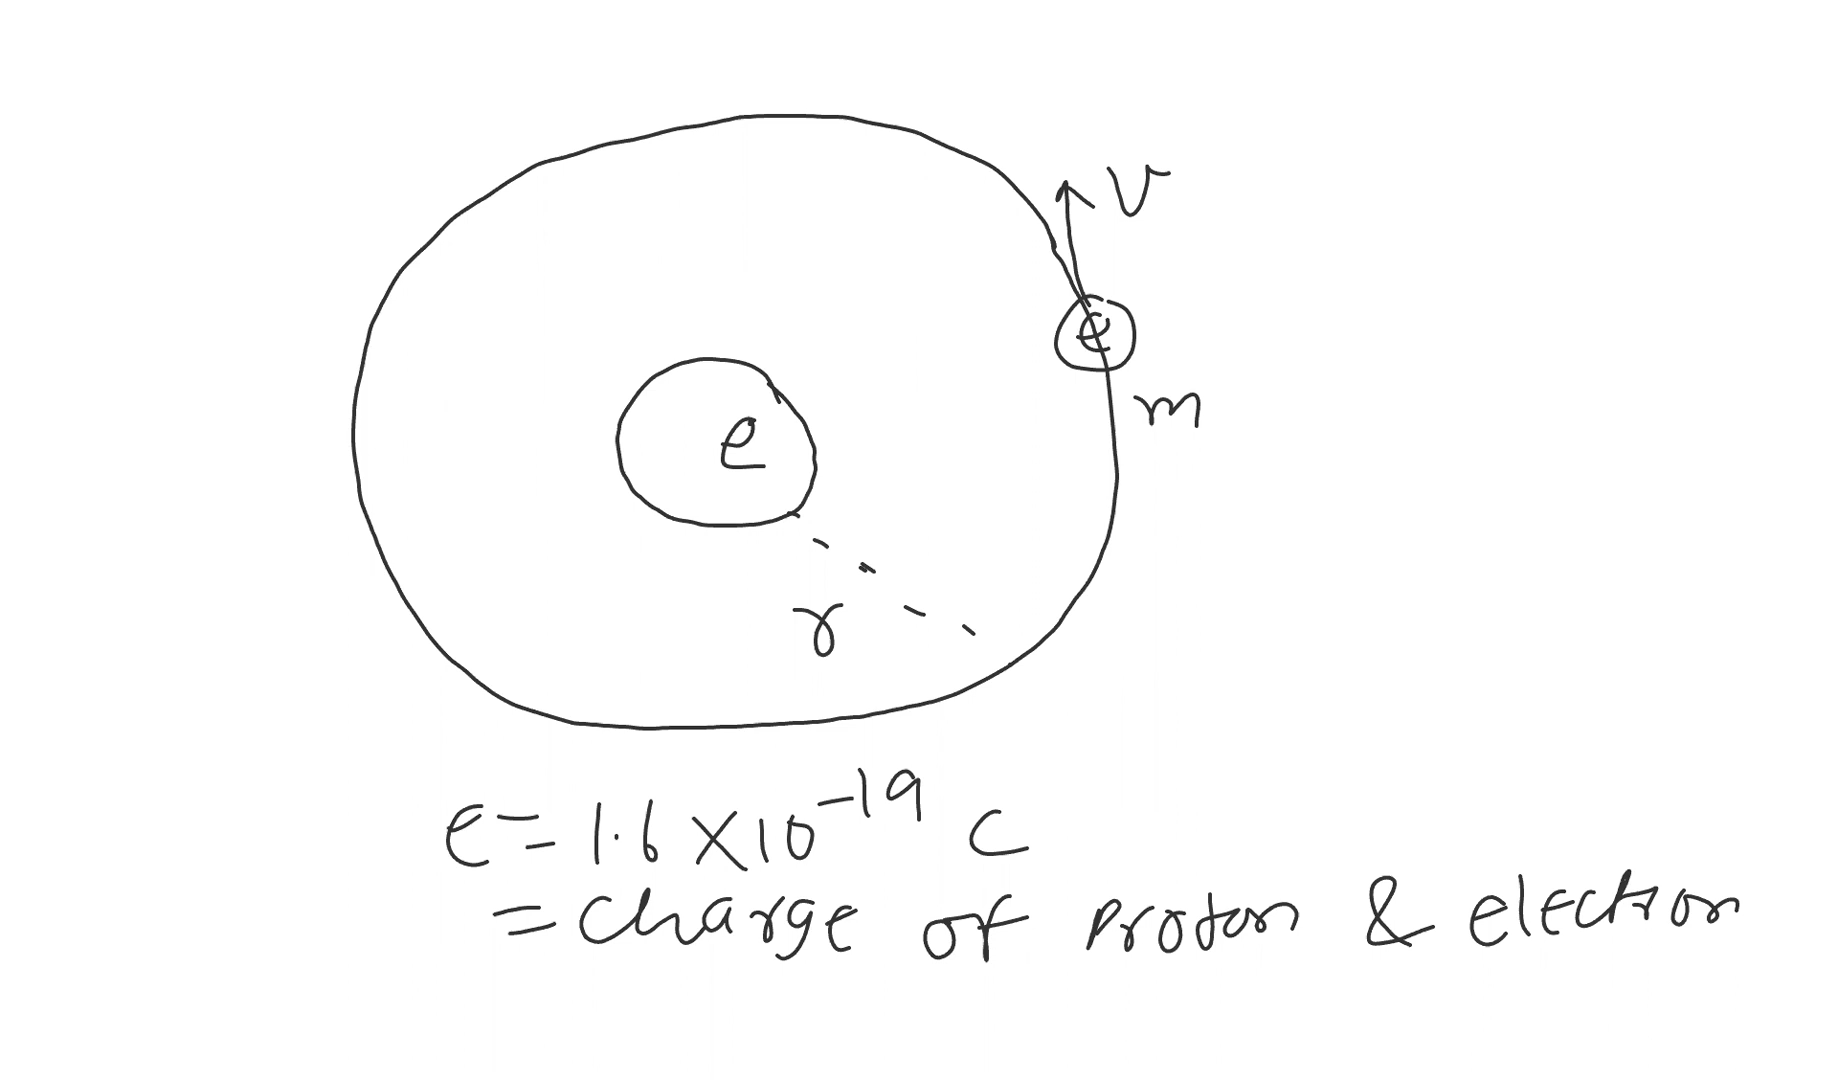 v
e
m
e
r
e = 1.6 × 10⁻¹⁹ C
= charge of proton & electron